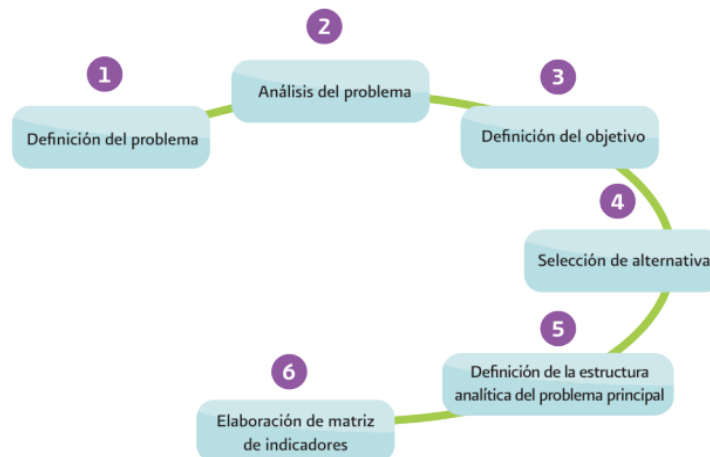 1
Definición del problema
2
Análisis del problema
3
Definición del objetivo
4
Selección de alternativa
5
Definición de la estructura
analítica del problema principal
6
Elaboración de matriz
de indicadores